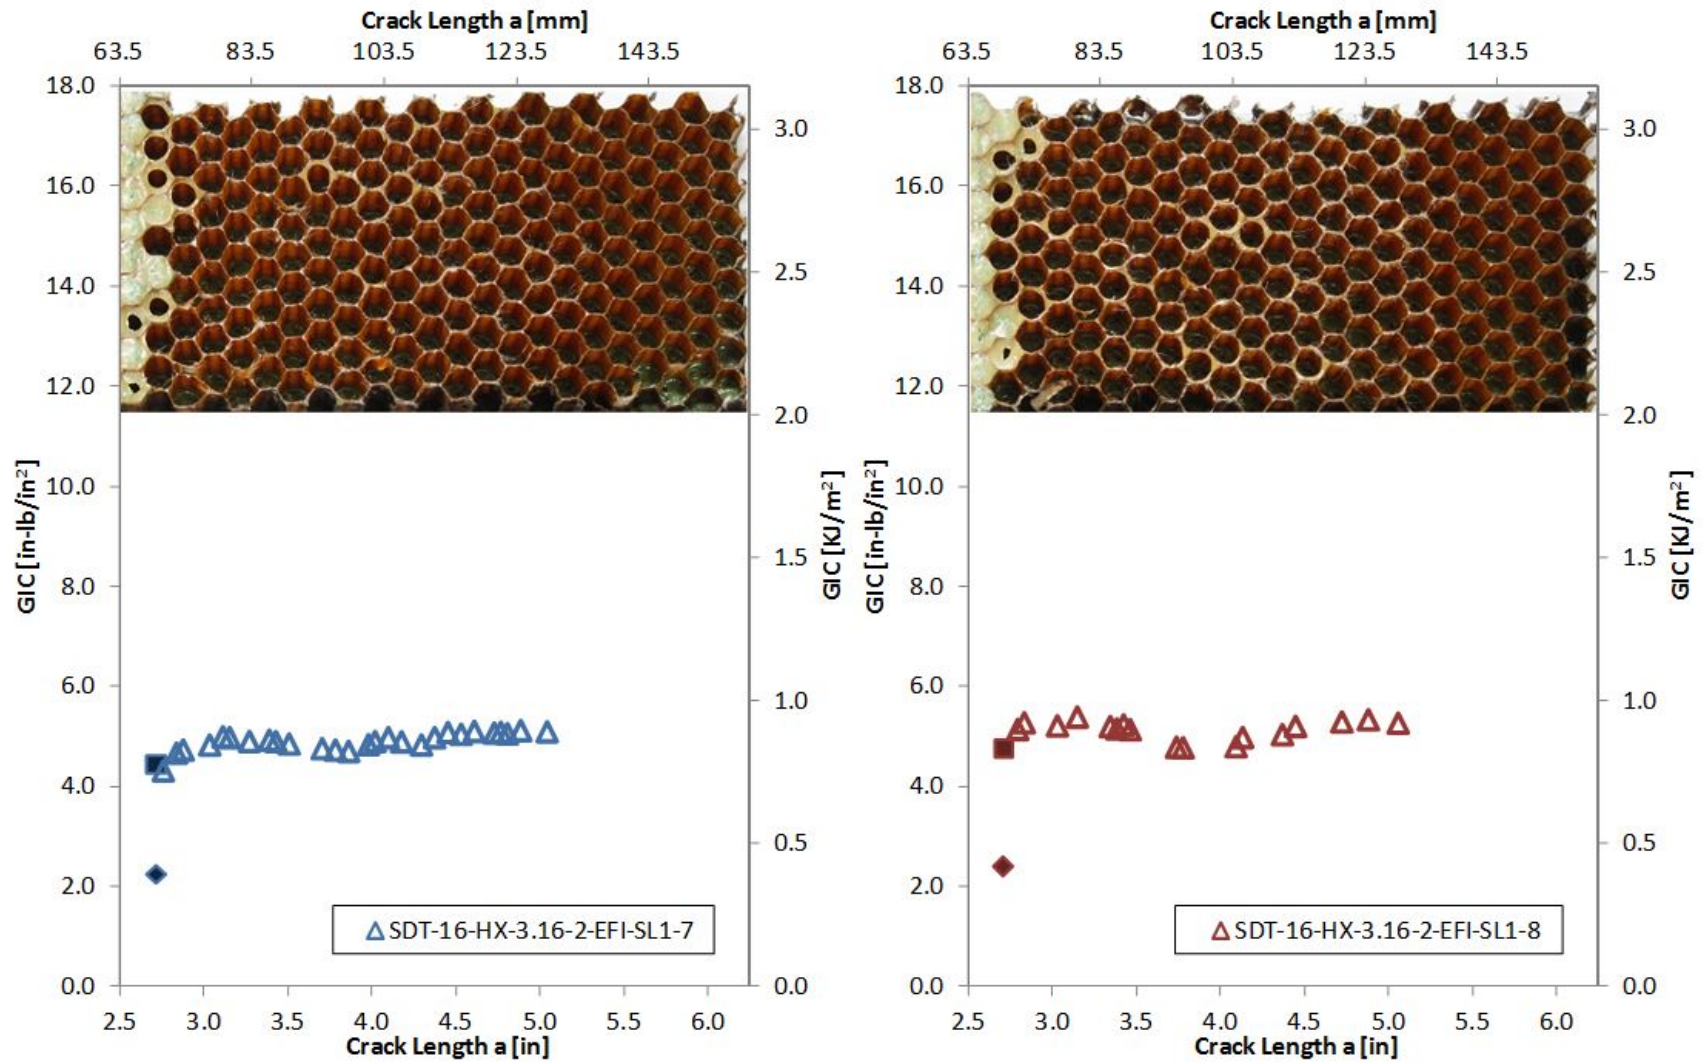 Crack Length a [mm]
63.5 83.5 103.5 123.5 143.5
18.0
16.0
14.0
12.0
10.0
8.0
6.0
4.0
2.0
0.0
GIC [in-lb/in²]
3.0
2.5
2.0
1.5
1.0
0.5
0.0
GIC [KJ/m²]
SDT-16-HX-3.16-2-EFI-SL1-7
2.5 3.0 3.5 4.0 4.5 5.0 5.5 6.0
Crack Length a [in]
Crack Length a [mm]
63.5 83.5 103.5 123.5 143.5
18.0
16.0
14.0
12.0
10.0
8.0
6.0
4.0
2.0
0.0
GIC [in-lb/in²]
3.0
2.5
2.0
1.5
1.0
0.5
0.0
GIC [KJ/m²]
SDT-16-HX-3.16-2-EFI-SL1-8
2.5 3.0 3.5 4.0 4.5 5.0 5.5 6.0
Crack Length a [in]